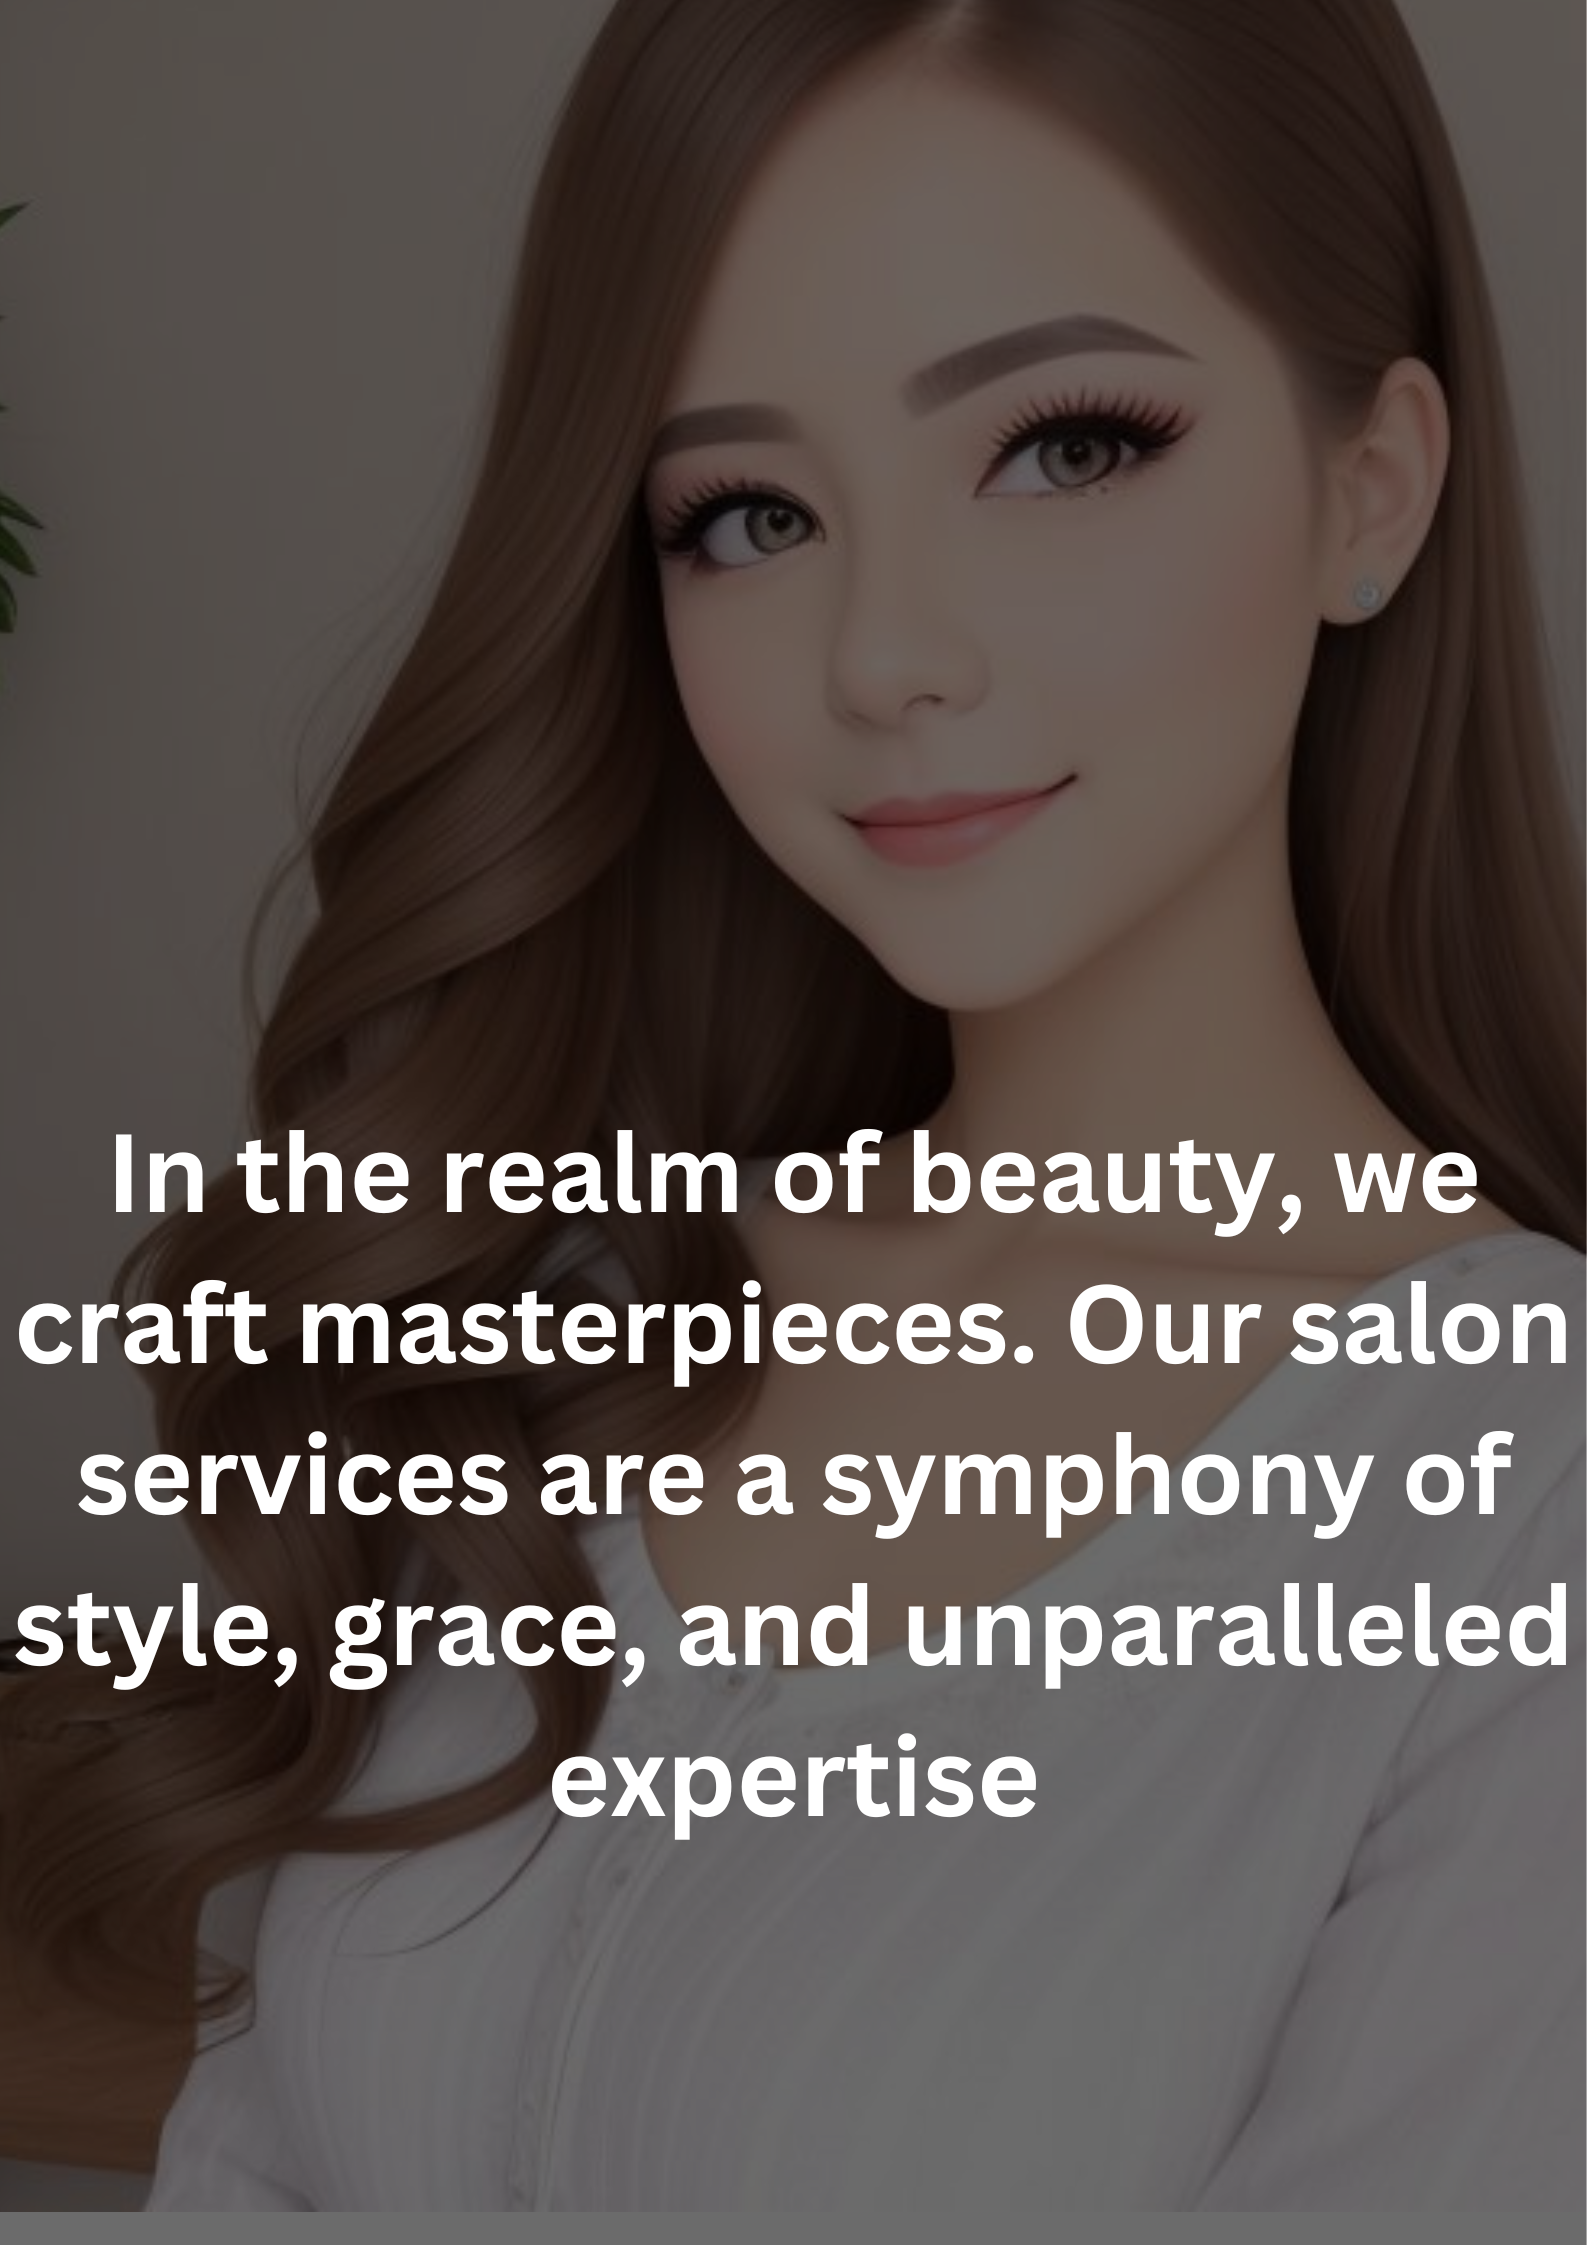 In the realm of beauty, we
craft masterpieces. Our salon
services are a symphony of
style, grace, and unparalleled
expertise